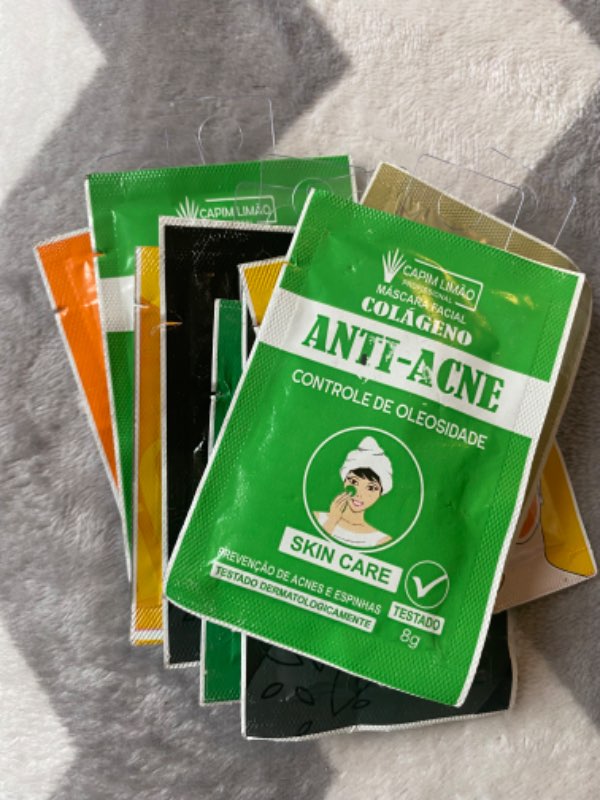 CAPIM LIMÃO
CAPIM LIMÃO
PROFISSIONAL
MÁSCARA FACIAL
COLÁGENO
ANTI-ACNE
CONTROLE DE OLEOSIDADE
SKIN CARE
PREVENÇÃO DE ACNES E ESPINHAS
TESTADO DERMATOLOGICAMENTE
TESTADO
8g